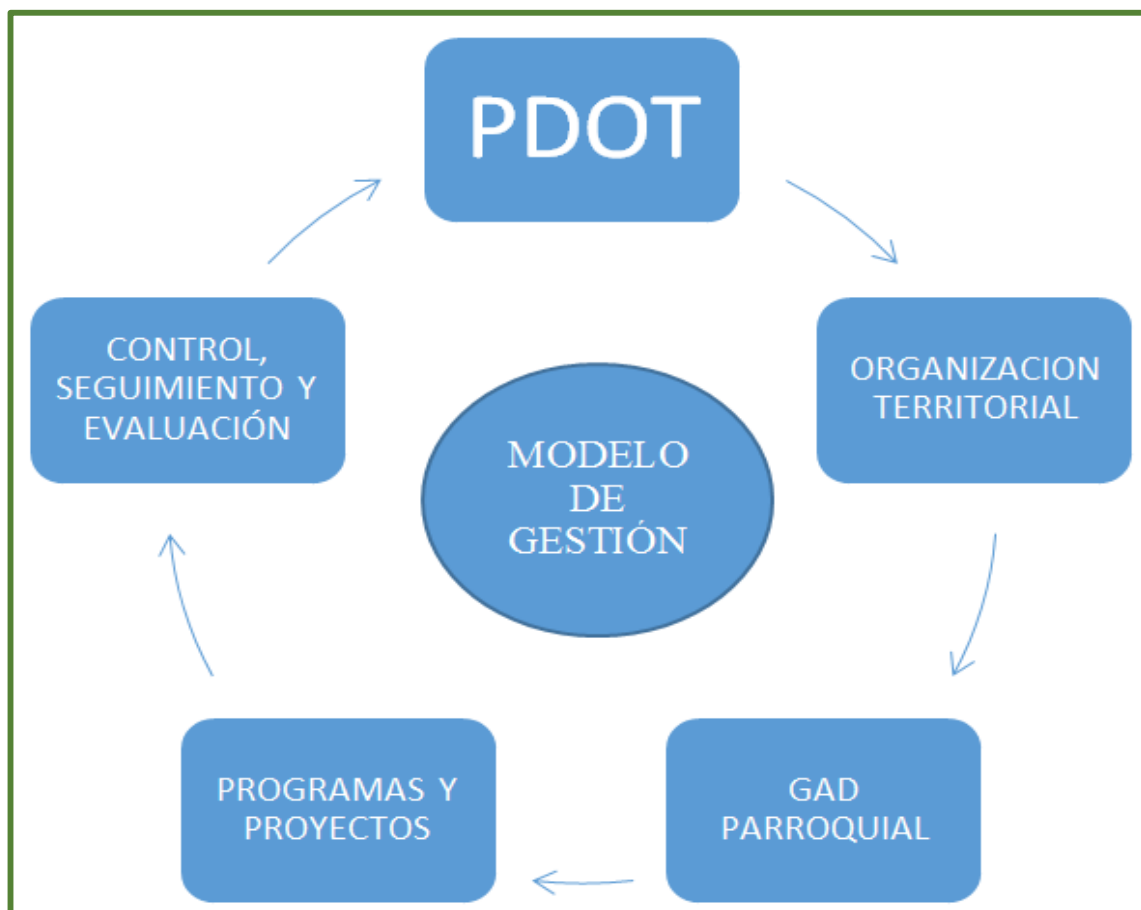 PDOT
ORGANIZACION
TERRITORIAL
GAD
PARROQUIAL
PROGRAMAS Y
PROYECTOS
CONTROL,
SEGUIMIENTO Y
EVALUACIÓN
MODELO
DE
GESTIÓN